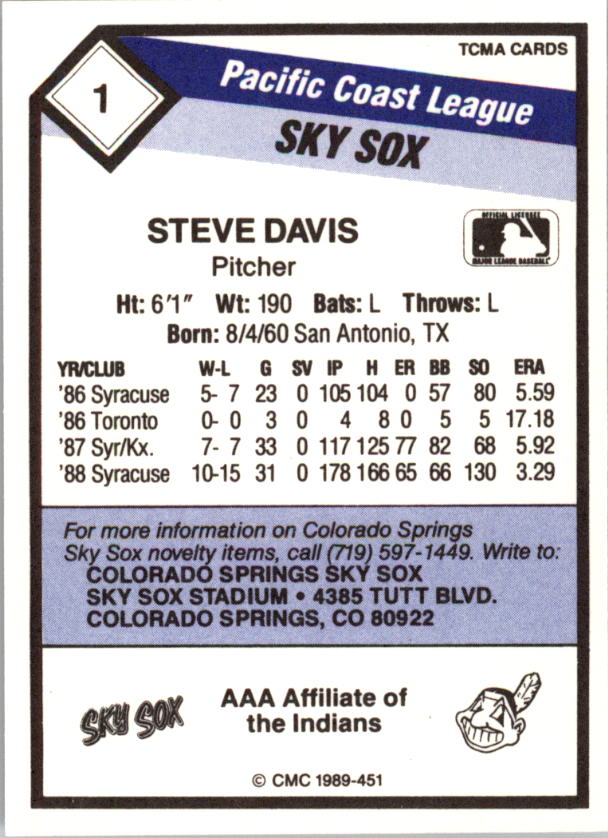 TCMA CARDS
1
Pacific Coast League
SKY SOX
STEVE DAVIS
Pitcher
OFFICIAL LICENSEE
MAJOR LEAGUE BASEBALL
Ht: 6'1" Wt: 190 Bats: L Throws: L
Born: 8/4/60 San Antonio, TX
YR/CLUB W-L G SV IP H ER BB SO ERA
'86 Syracuse 5- 7 23 0 105 104 0 57 80 5.59
'86 Toronto 0- 0 3 0 4 8 0 5 5 17.18
'87 Syr/Kx. 7- 7 33 0 117 125 77 82 68 5.92
'88 Syracuse 10-15 31 0 178 166 65 66 130 3.29
For more information on Colorado Springs
Sky Sox novelty items, call (719) 597-1449. Write to:
COLORADO SPRINGS SKY SOX
SKY SOX STADIUM • 4385 TUTT BLVD.
COLORADO SPRINGS, CO 80922
SKY SOX
AAA Affiliate of
the Indians
© CMC 1989-451